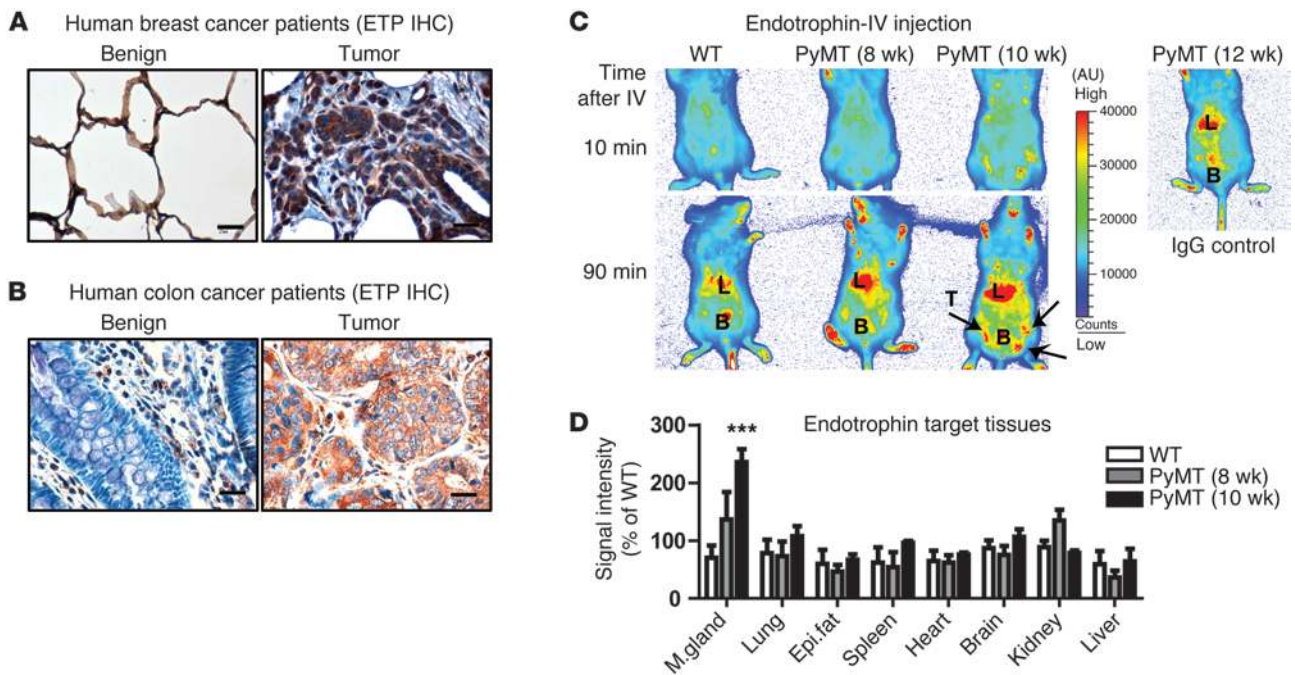 A Human breast cancer patients (ETP IHC)
Benign Tumor
B Human colon cancer patients (ETP IHC)
Benign Tumor
C Endotrophin-IV injection
WT PyMT (8 wk) PyMT (10 wk) PyMT (12 wk)
Time
after IV
10 min
90 min
(AU)
High
40000
30000
20000
10000
Counts
Low
L
B
IgG control
L
B
L
B
T
L
B
D Endotrophin target tissues
***
Signal intensity
(% of WT)
300
200
100
0
WT
PyMT (8 wk)
PyMT (10 wk)
M.gland
Lung
Epi.fat
Spleen
Heart
Brain
Kidney
Liver